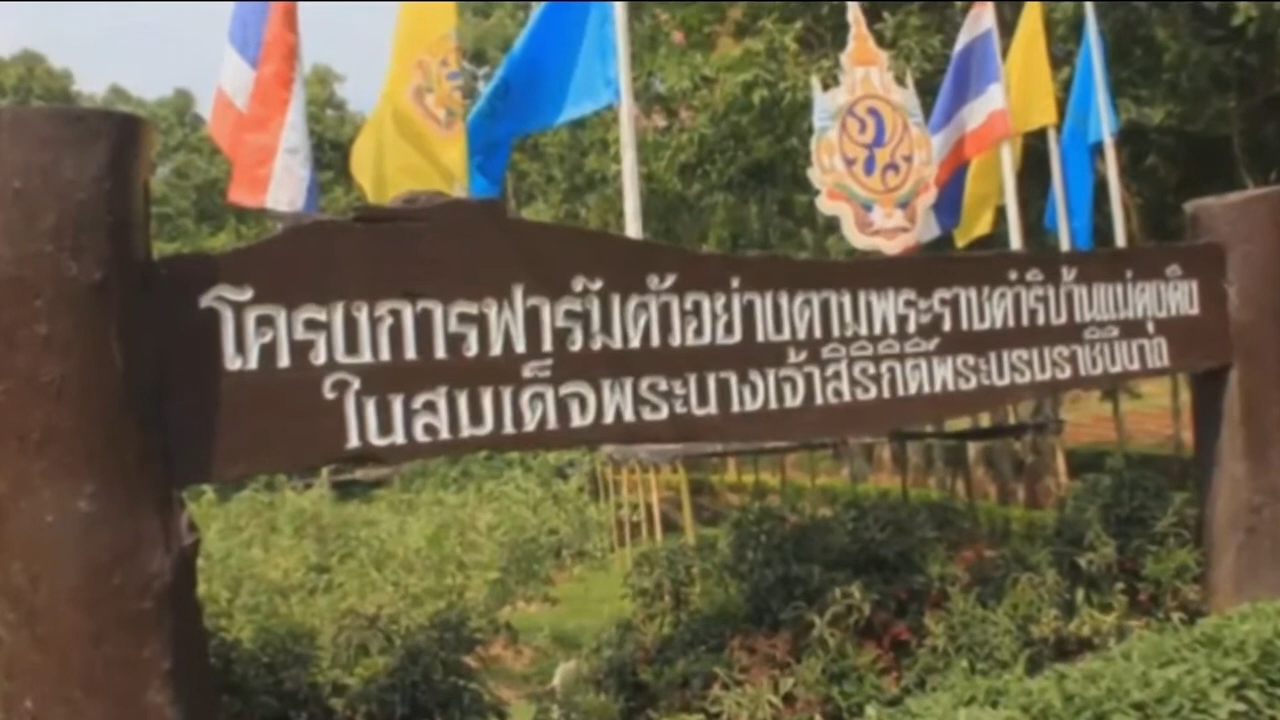 โครงการฟาร์มตัวอย่างตามพระราชดำริบ้านแม่ตุงติง
ในสมเด็จพระนางเจ้าสิริกิติ์พระบรมราชินีนาถ